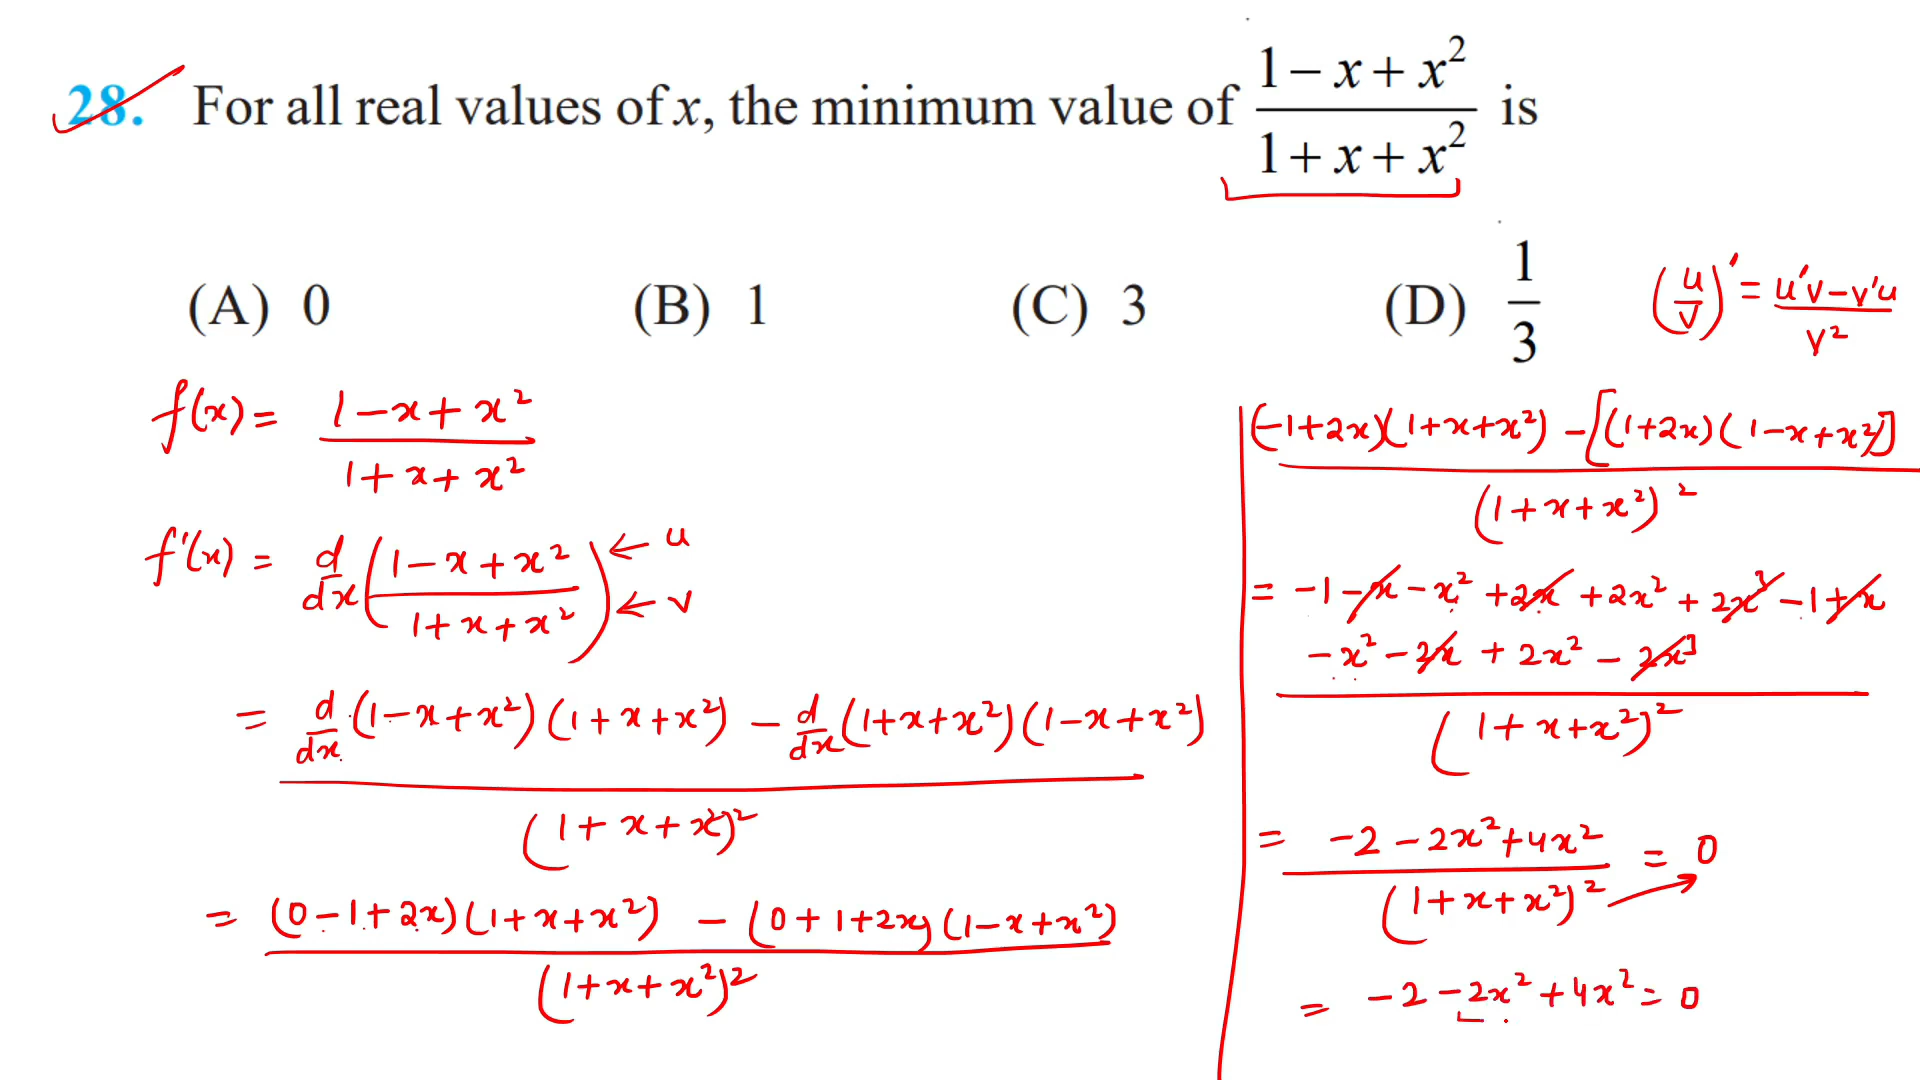 28. For all real values of x, the minimum value of (1 − x + x²)/(1 + x + x²) is
(A) 0 (B) 1 (C) 3 (D) 1/3
(u/v)' = (u'v − v'u)/v²
f(x) = (1 − x + x²)/(1 + x + x²)
f'(x) = d/dx ((1 − x + x²)/(1 + x + x²)) ← u ← v
= (d/dx (1 − x + x²)(1 + x + x²) − d/dx (1 + x + x²)(1 − x + x²))/(1 + x + x²)²
= ((0 − 1 + 2x)(1 + x + x²) − (0 + 1 + 2x)(1 − x + x²))/(1 + x + x²)²
((−1 + 2x)(1 + x + x²) − [(1 + 2x)(1 − x + x²)])/(1 + x + x²)²
= (−1 − x − x² + 2x + 2x² + 2x³ − 1 + x
− x² − 2x + 2x² − 2x³)/(1 + x + x²)²
= (−2 − 2x² + 4x²)/(1 + x + x²)² = 0
= −2 − 2x² + 4x² = 0